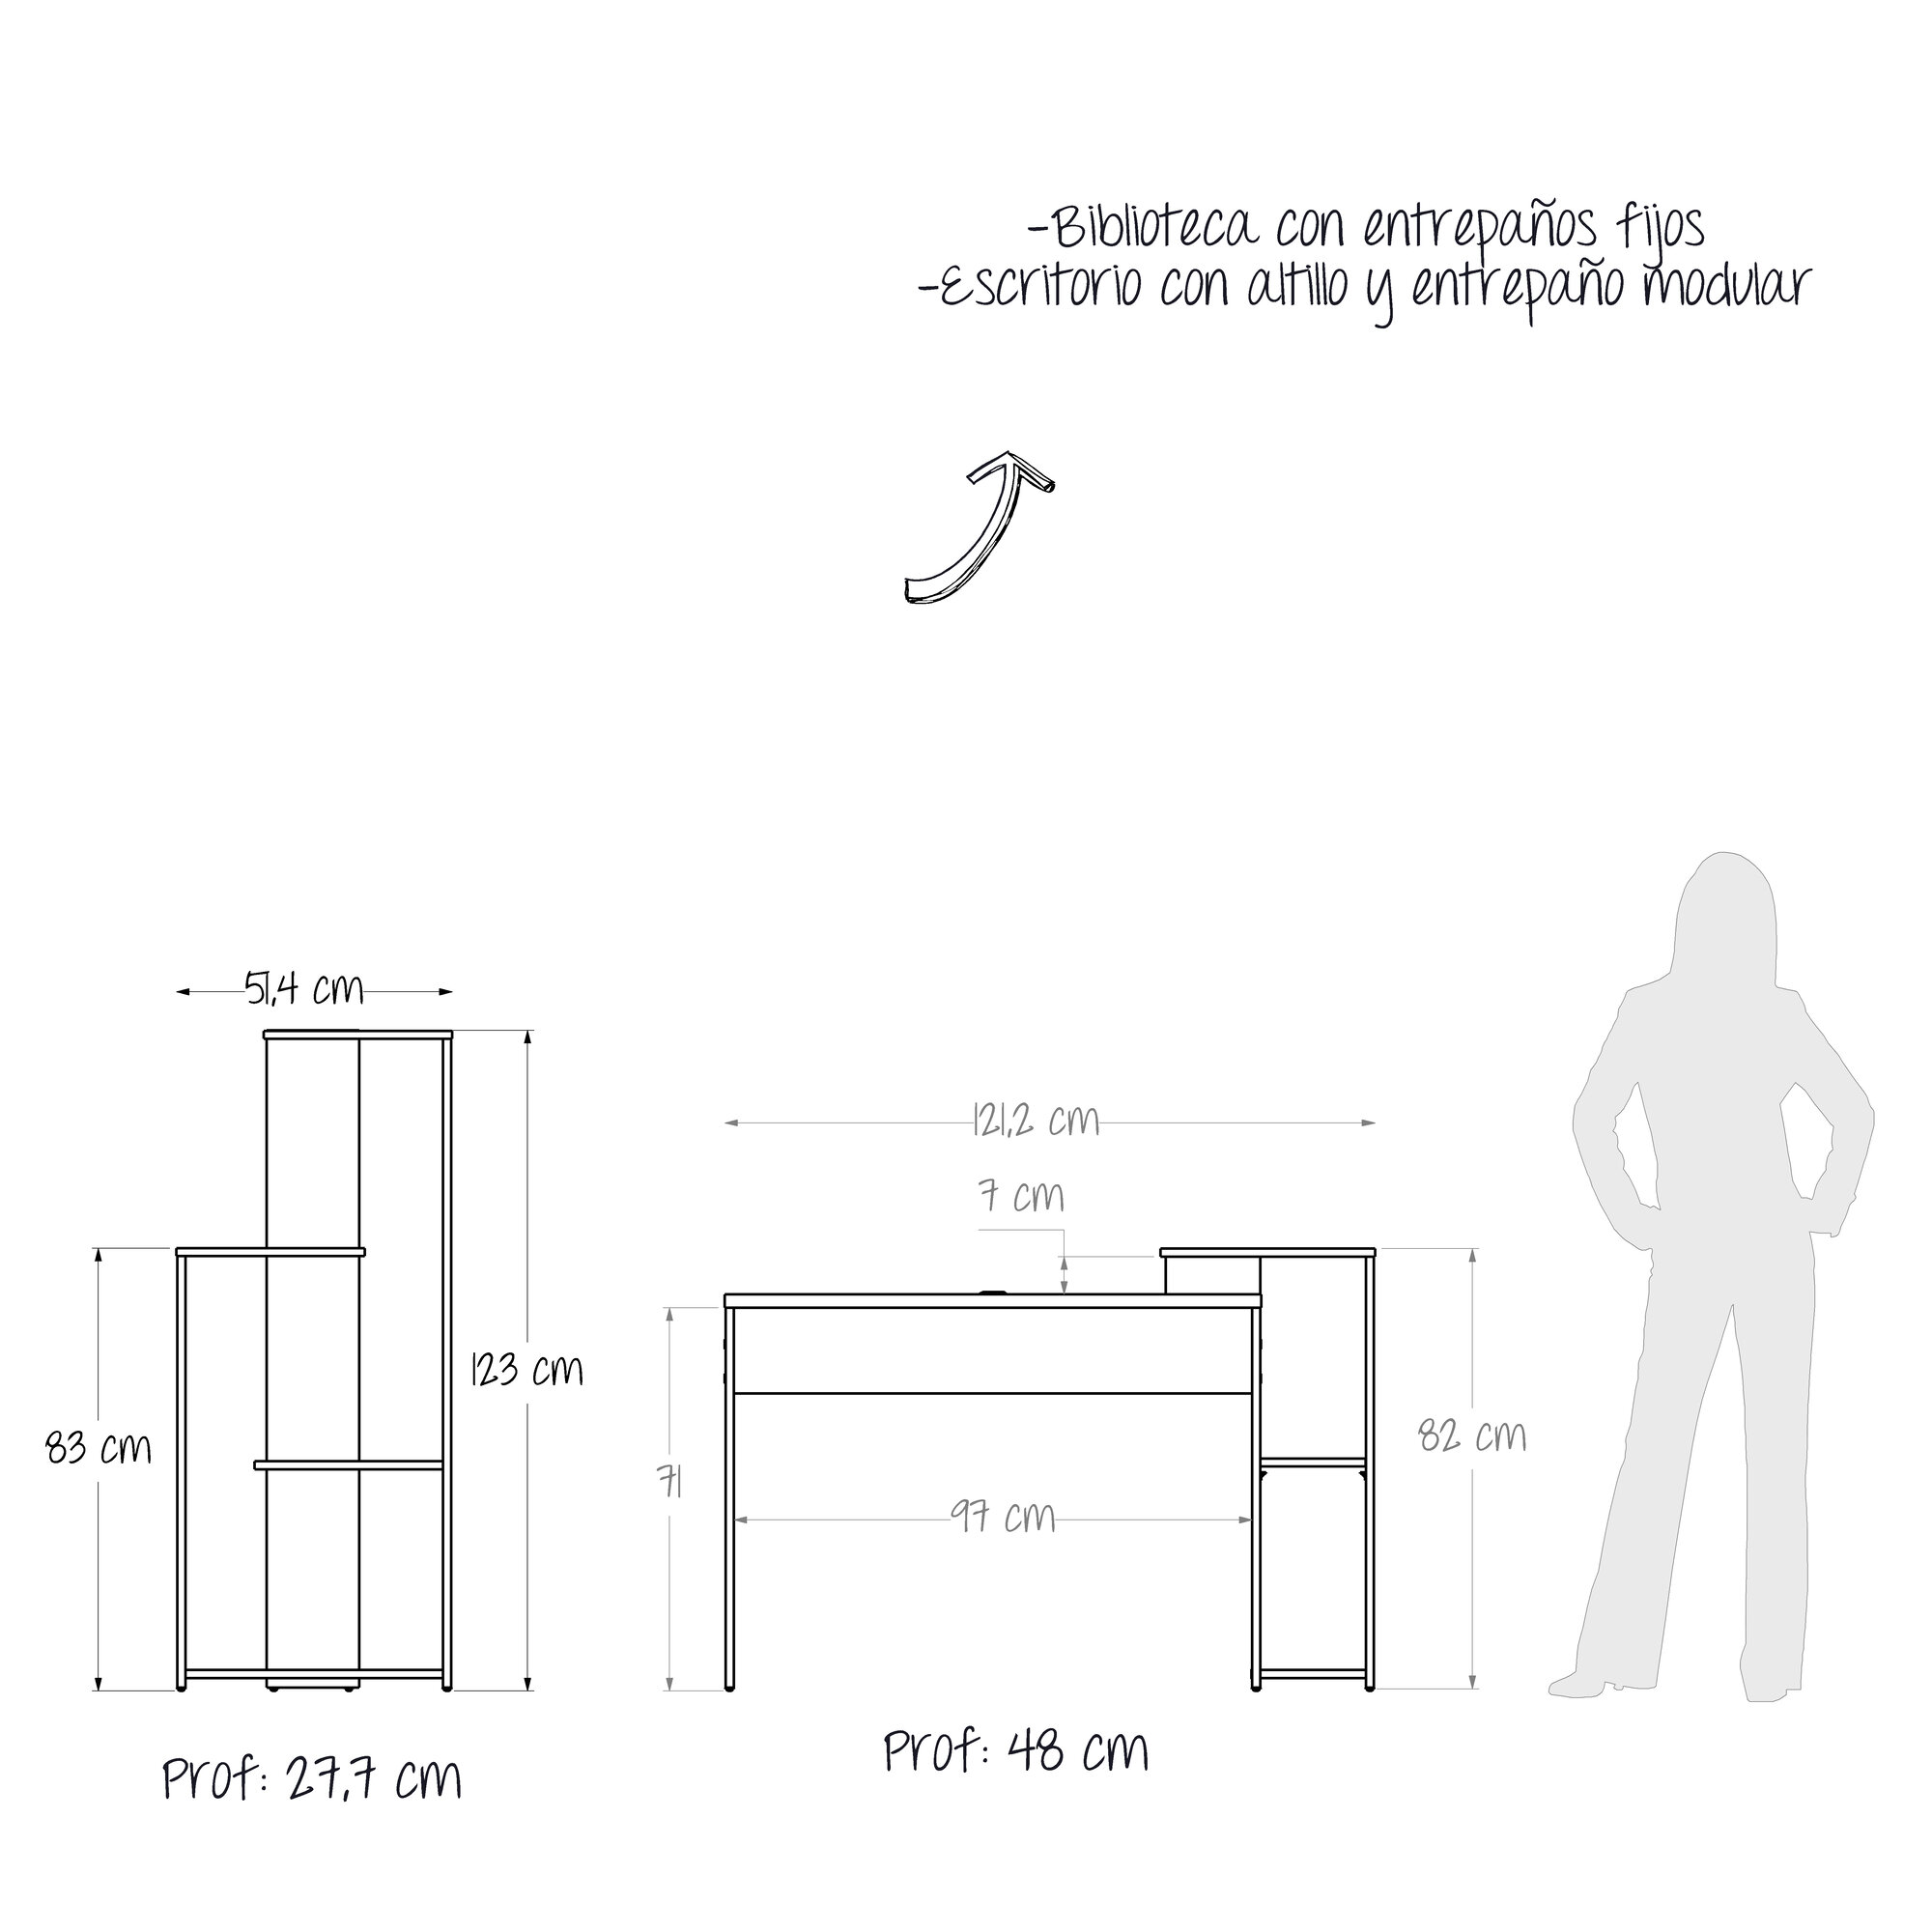 -Biblioteca con entrepaños fijos
-Escritorio con altillo y entrepaño modular
51,4 cm
83 cm
123 cm
Prof: 27,7 cm
121,2 cm
7 cm
71
97 cm
82 cm
Prof: 48 cm